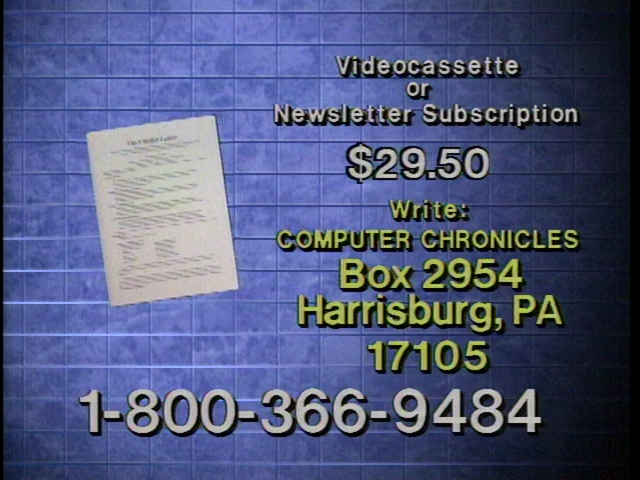 Videocassette
or
Newsletter Subscription
$29.50
Write:
COMPUTER CHRONICLES
Box 2954
Harrisburg, PA
17105
1-800-366-9484